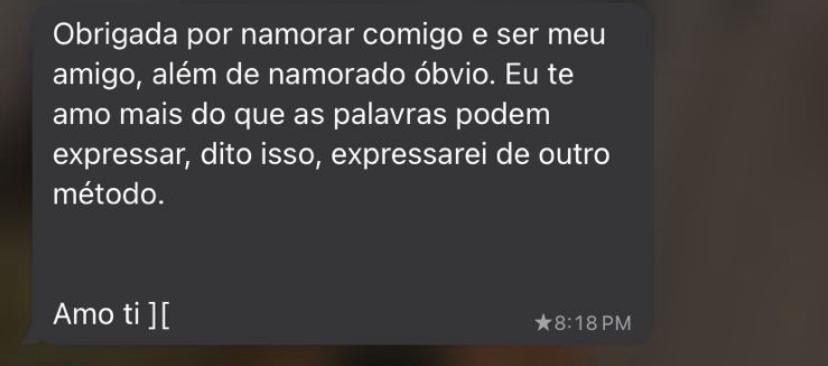 Obrigada por namorar comigo e ser meu
amigo, além de namorado óbvio. Eu te
amo mais do que as palavras podem
expressar, dito isso, expressarei de outro
método.
Amo ti ][
★8:18 PM